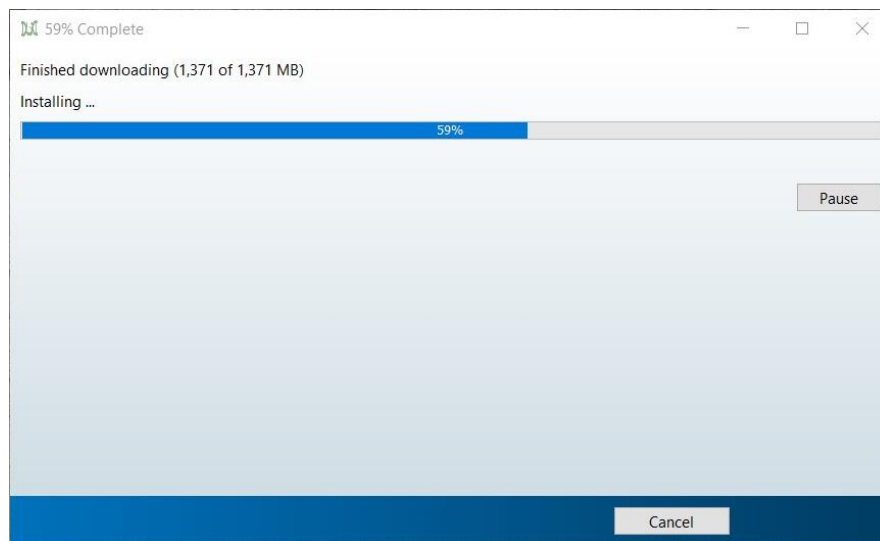 59% Complete
Finished downloading (1,371 of 1,371 MB)
Installing ...
59%
Pause
Cancel